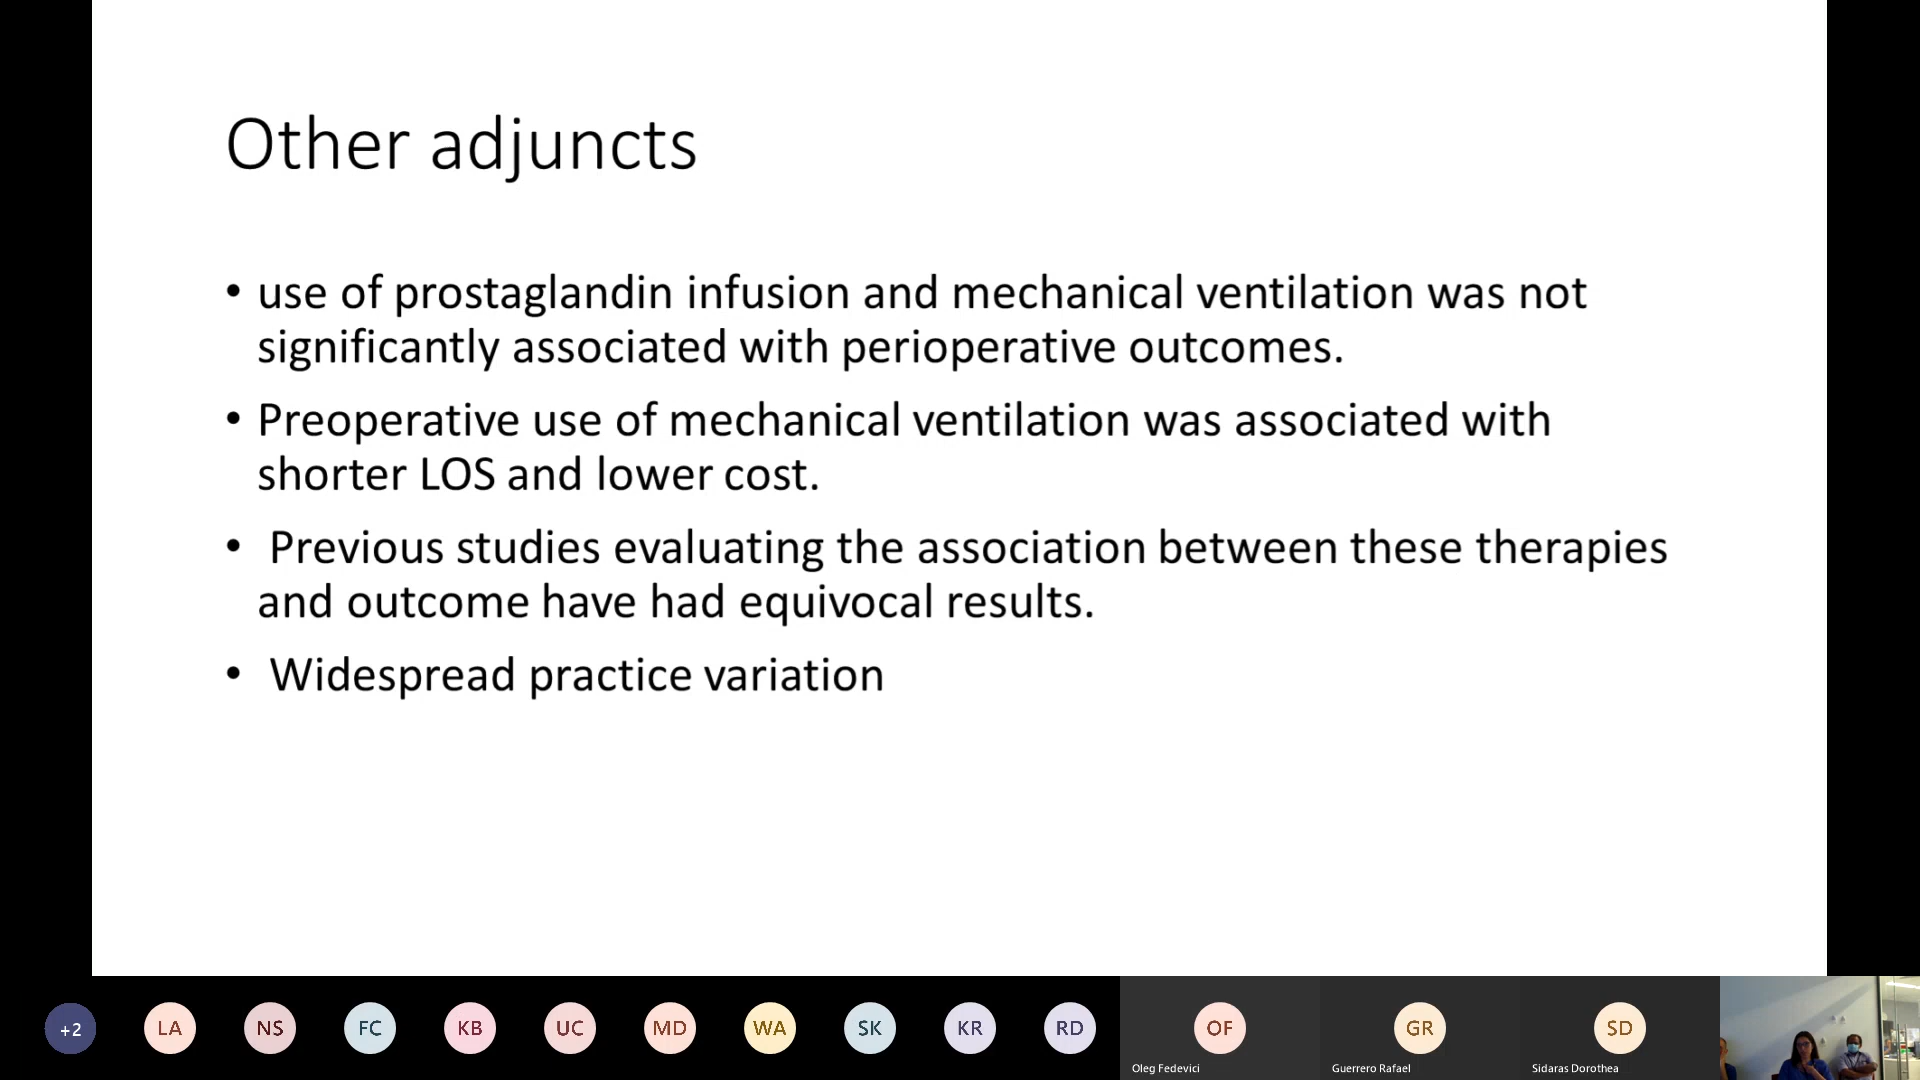 Other adjuncts
• use of prostaglandin infusion and mechanical ventilation was not
significantly associated with perioperative outcomes.
• Preoperative use of mechanical ventilation was associated with
shorter LOS and lower cost.
• Previous studies evaluating the association between these therapies
and outcome have had equivocal results.
• Widespread practice variation
+2
LA
NS
FC
KB
UC
MD
WA
SK
KR
RD
OF
GR
SD
Oleg Fedevici
Guerrero Rafael
Sidaras Dorothea